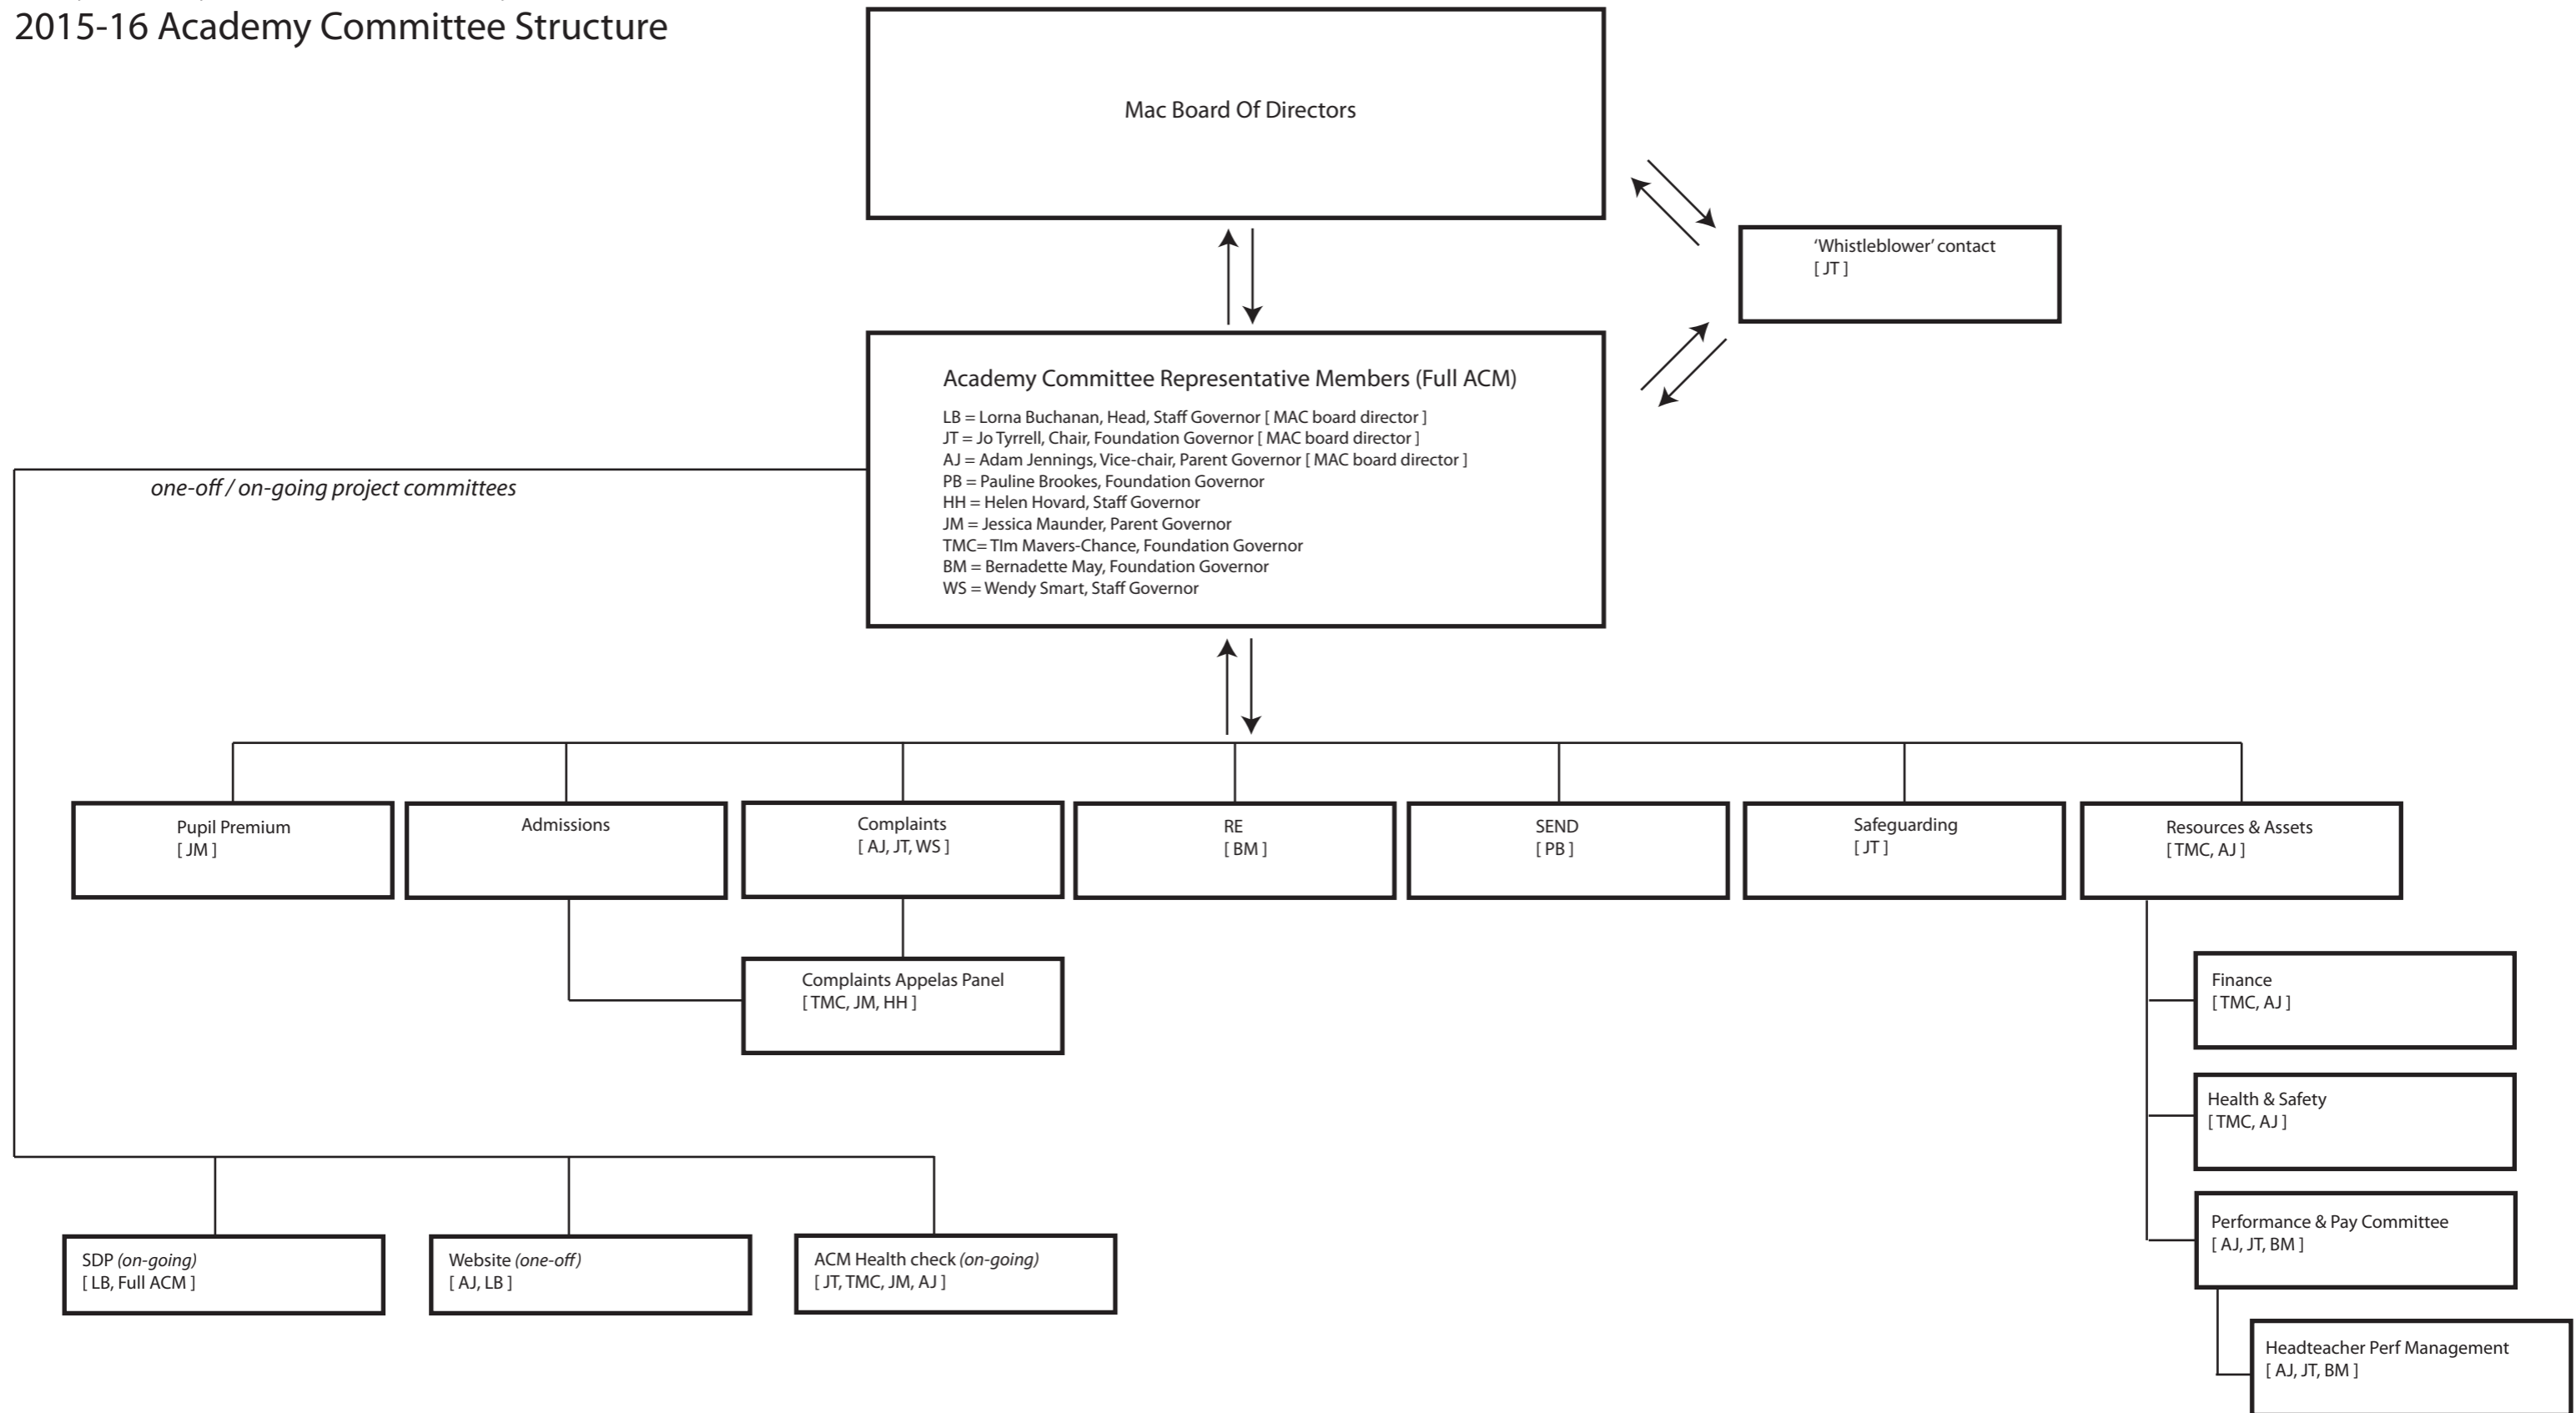 2015-16 Academy Committee Structure
Mac Board Of Directors
‘Whistleblower’ contact
[ JT ]
Academy Committee Representative Members (Full ACM)
LB = Lorna Buchanan, Head, Staff Governor [ MAC board director ]
JT = Jo Tyrrell, Chair, Foundation Governor [ MAC board director ]
AJ = Adam Jennings, Vice-chair, Parent Governor [ MAC board director ]
PB = Pauline Brookes, Foundation Governor
HH = Helen Hovard, Staff Governor
JM = Jessica Maunder, Parent Governor
TMC= TIm Mavers-Chance, Foundation Governor
BM = Bernadette May, Foundation Governor
WS = Wendy Smart, Staff Governor
one-off / on-going project committees
Pupil Premium
[ JM ]
Admissions
Complaints
[ AJ, JT, WS ]
RE
[ BM ]
SEND
[ PB ]
Safeguarding
[ JT ]
Resources & Assets
[ TMC, AJ ]
Complaints Appelas Panel
[ TMC, JM, HH ]
Finance
[ TMC, AJ ]
Health & Safety
[ TMC, AJ ]
Performance & Pay Committee
[ AJ, JT, BM ]
Headteacher Perf Management
[ AJ, JT, BM ]
SDP (on-going)
[ LB, Full ACM ]
Website (one-off)
[ AJ, LB ]
ACM Health check (on-going)
[ JT, TMC, JM, AJ ]